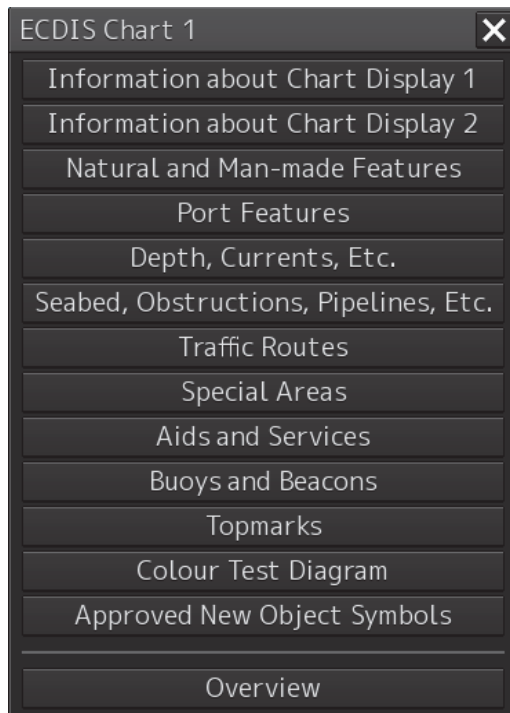 ECDIS Chart 1
Information about Chart Display 1
Information about Chart Display 2
Natural and Man-made Features
Port Features
Depth, Currents, Etc.
Seabed, Obstructions, Pipelines, Etc.
Traffic Routes
Special Areas
Aids and Services
Buoys and Beacons
Topmarks
Colour Test Diagram
Approved New Object Symbols
Overview